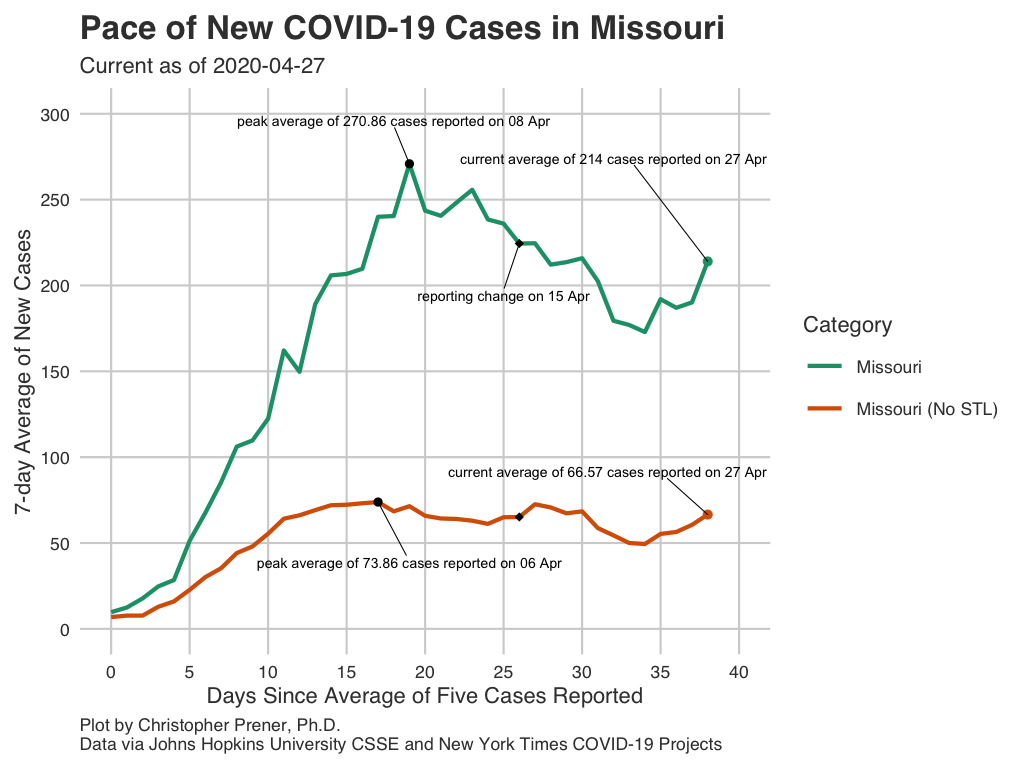 Pace of New COVID-19 Cases in Missouri
Current as of 2020-04-27
7-day Average of New Cases
300
250
200
150
100
50
0
peak average of 270.86 cases reported on 08 Apr
current average of 214 cases reported on 27 Apr
reporting change on 15 Apr
current average of 66.57 cases reported on 27 Apr
peak average of 73.86 cases reported on 06 Apr
0 5 10 15 20 25 30 35 40
Days Since Average of Five Cases Reported
Category
Missouri
Missouri (No STL)
Plot by Christopher Prener, Ph.D.
Data via Johns Hopkins University CSSE and New York Times COVID-19 Projects